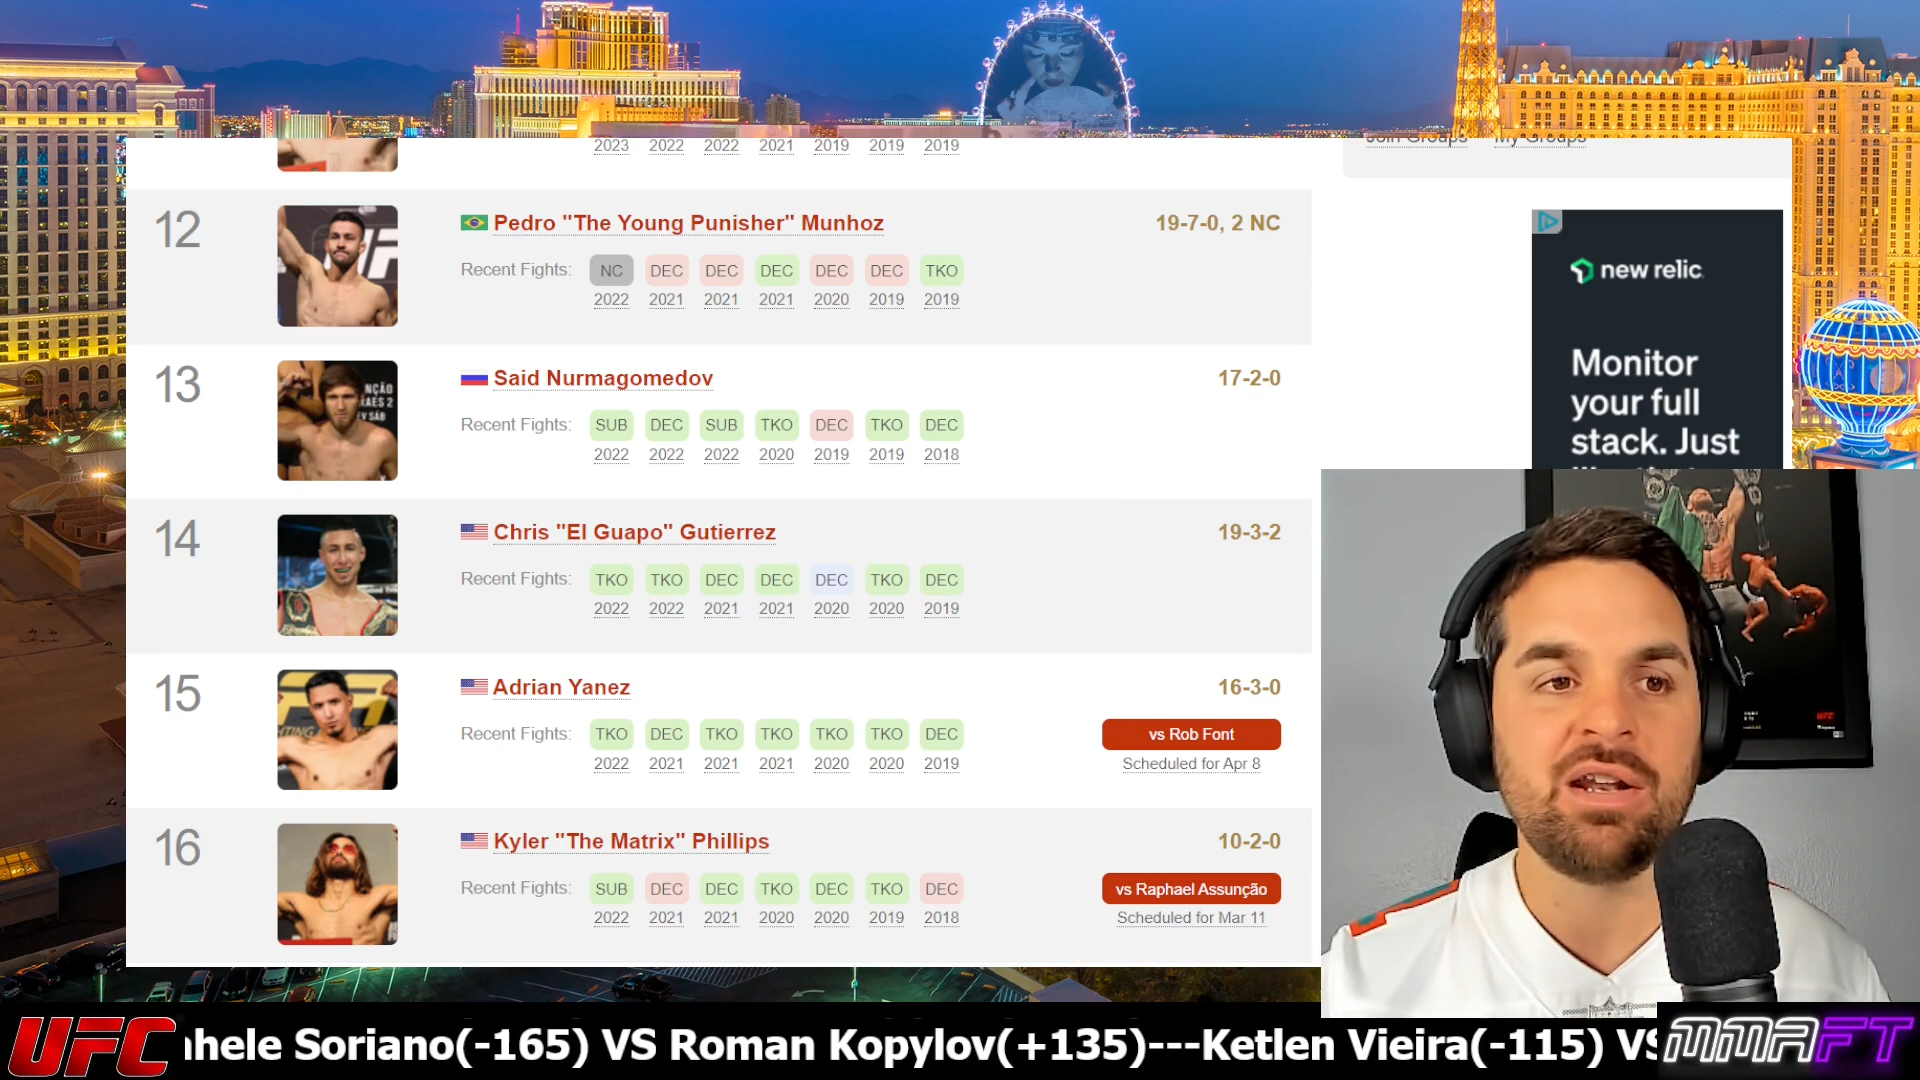 2023 2022 2022 2021 2019 2019 2019
Join Groups My Groups
12
Pedro "The Young Punisher" Munhoz
19-7-0, 2 NC
Recent Fights: NC DEC DEC DEC DEC DEC TKO
2022 2021 2021 2021 2020 2019 2019
13
Said Nurmagomedov
17-2-0
Recent Fights: SUB DEC SUB TKO DEC TKO DEC
2022 2022 2022 2020 2019 2019 2018
14
Chris "El Guapo" Gutierrez
19-3-2
Recent Fights: TKO TKO DEC DEC DEC TKO DEC
2022 2022 2021 2021 2020 2020 2019
15
Adrian Yanez
16-3-0
Recent Fights: TKO DEC TKO TKO TKO TKO DEC
2022 2021 2021 2021 2020 2020 2019
vs Rob Font
Scheduled for Apr 8
16
Kyler "The Matrix" Phillips
10-2-0
Recent Fights: SUB DEC DEC TKO DEC TKO DEC
2022 2021 2021 2020 2020 2019 2018
vs Raphael Assunção
Scheduled for Mar 11
new relic
Monitor
your full
stack. Just
UFC
UFC
ahele Soriano(-165) VS Roman Kopylov(+135)---Ketlen Vieira(-115) VS
MMAFT